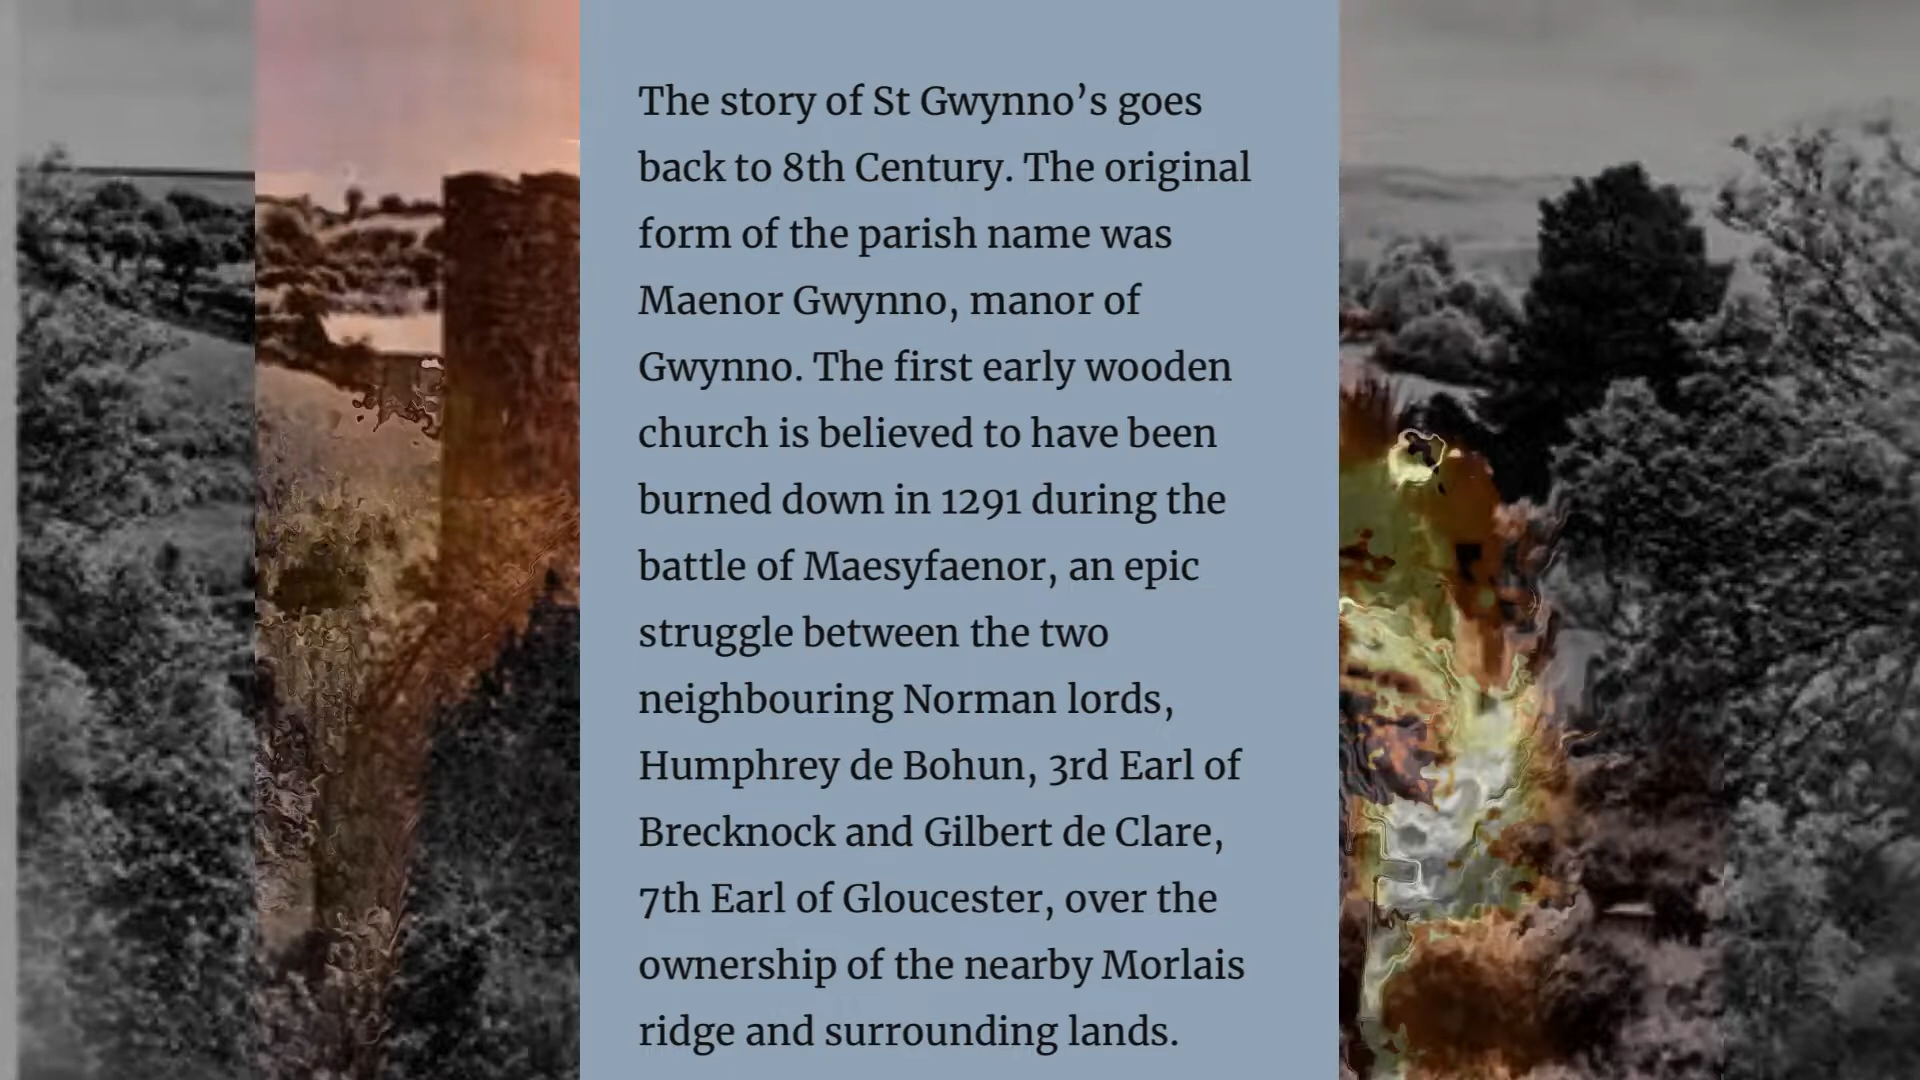 The story of St Gwynno’s goes
back to 8th Century. The original
form of the parish name was
Maenor Gwynno, manor of
Gwynno. The first early wooden
church is believed to have been
burned down in 1291 during the
battle of Maesyfaenor, an epic
struggle between the two
neighbouring Norman lords,
Humphrey de Bohun, 3rd Earl of
Brecknock and Gilbert de Clare,
7th Earl of Gloucester, over the
ownership of the nearby Morlais
ridge and surrounding lands.